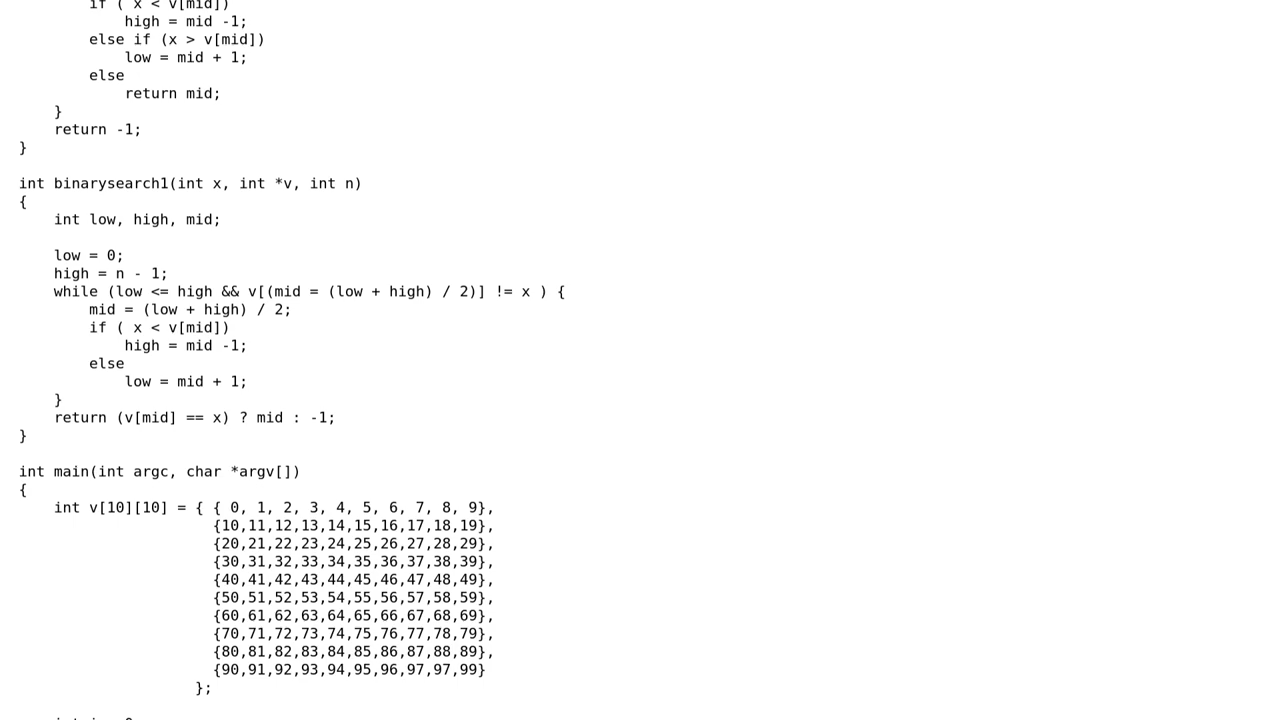 if ( x < v[mid])
            high = mid -1;
        else if (x > v[mid])
            low = mid + 1;
        else
            return mid;
    }
    return -1;
}

int binarysearch1(int x, int *v, int n)
{
    int low, high, mid;

    low = 0;
    high = n - 1;
    while (low <= high && v[(mid = (low + high) / 2)] != x ) {
        mid = (low + high) / 2;
        if ( x < v[mid])
            high = mid -1;
        else
            low = mid + 1;
    }
    return (v[mid] == x) ? mid : -1;
}

int main(int argc, char *argv[])
{
    int v[10][10] = { { 0, 1, 2, 3, 4, 5, 6, 7, 8, 9},
                      {10,11,12,13,14,15,16,17,18,19},
                      {20,21,22,23,24,25,26,27,28,29},
                      {30,31,32,33,34,35,36,37,38,39},
                      {40,41,42,43,44,45,46,47,48,49},
                      {50,51,52,53,54,55,56,57,58,59},
                      {60,61,62,63,64,65,66,67,68,69},
                      {70,71,72,73,74,75,76,77,78,79},
                      {80,81,82,83,84,85,86,87,88,89},
                      {90,91,92,93,94,95,96,97,97,99}
                    };